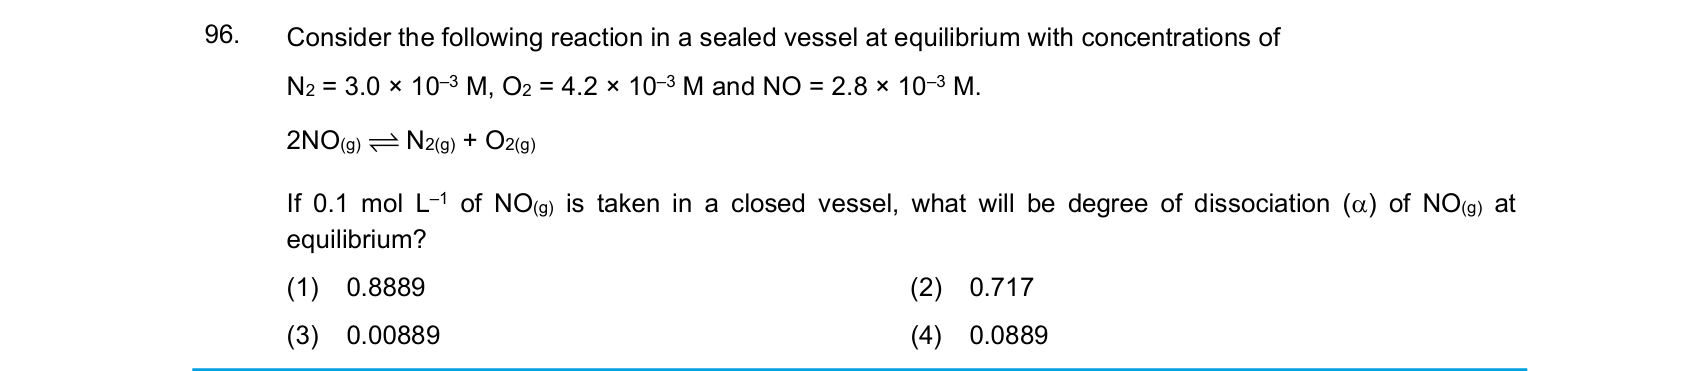 96. Consider the following reaction in a sealed vessel at equilibrium with concentrations of
N2 = 3.0 × 10–3 M, O2 = 4.2 × 10–3 M and NO = 2.8 × 10–3 M.
2NO(g) ⇌ N2(g) + O2(g)
If 0.1 mol L–1 of NO(g) is taken in a closed vessel, what will be degree of dissociation (α) of NO(g) at
equilibrium?
(1) 0.8889 (2) 0.717
(3) 0.00889 (4) 0.0889